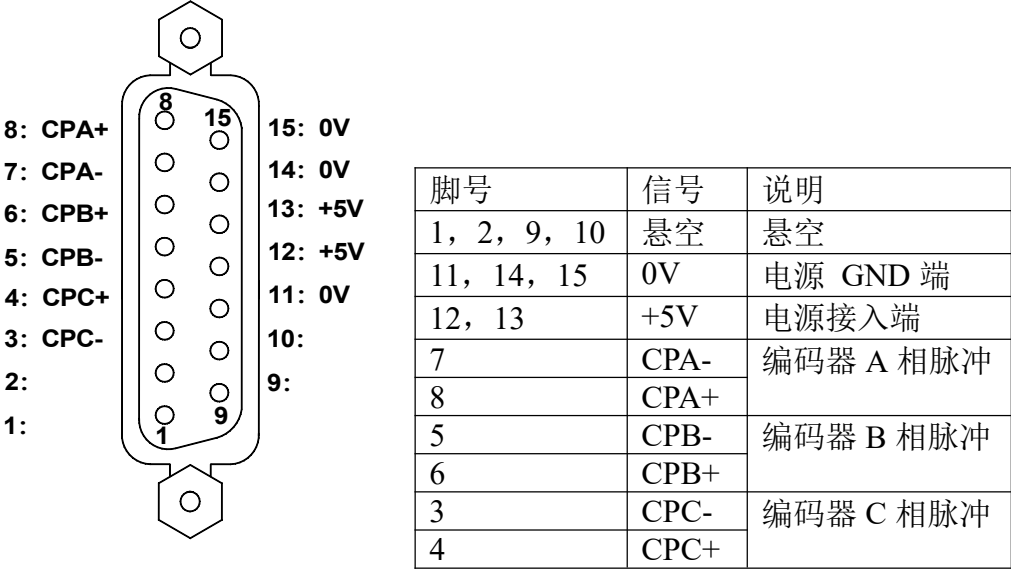 8
15
8: CPA+
7: CPA-
6: CPB+
5: CPB-
4: CPC+
3: CPC-
2:
1:
15: 0V
14: 0V
13: +5V
12: +5V
11: 0V
10:
9:
1
9
脚号 信号 说明
1，2，9，10 悬空 悬空
11，14，15 0V 电源 GND 端
12，13 +5V 电源接入端
7 CPA- 编码器 A 相脉冲
8 CPA+
5 CPB- 编码器 B 相脉冲
6 CPB+
3 CPC- 编码器 C 相脉冲
4 CPC+